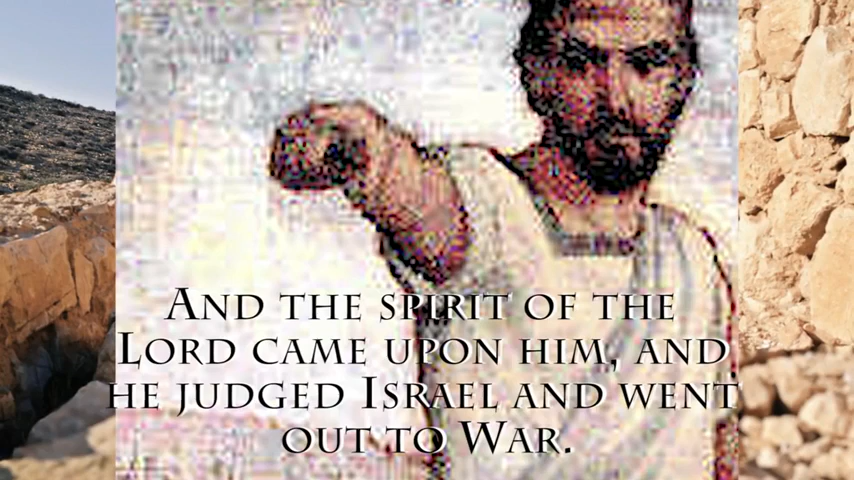 And the spirit of the
Lord came upon him, and
he judged Israel and went
out to War.